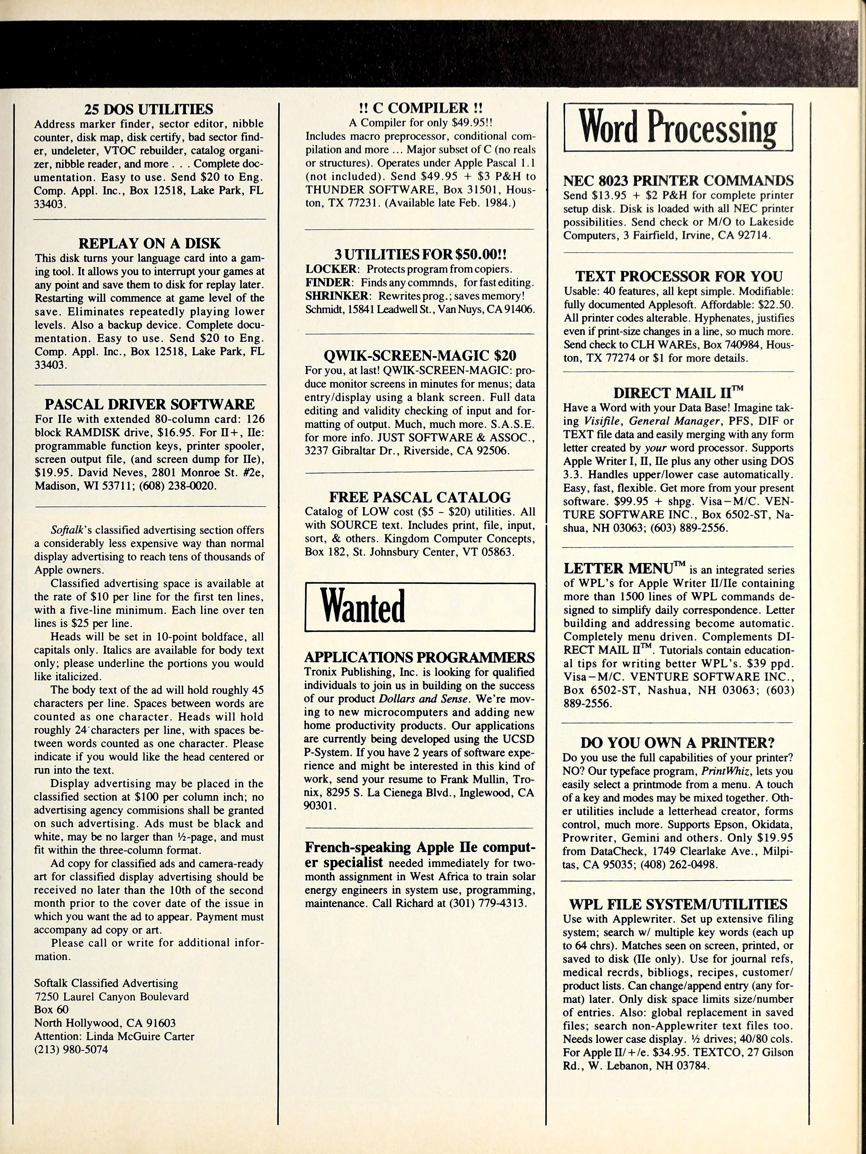 25 DOS UTILITIES
Address marker finder, sector editor, nibble
counter, disk map, disk certify, bad sector find-
er, undeleter, VTOC rebuilder, catalog organi-
zer, nibble reader, and more . . . Complete doc-
umentation. Easy to use. Send $20 to Eng.
Comp. Appl. Inc., Box 12518, Lake Park, FL
33403.
REPLAY ON A DISK
This disk turns your language card into a gam-
ing tool. It allows you to interrupt your games at
any point and save them to disk for replay later.
Restarting will commence at game level of the
save. Eliminates repeatedly playing lower
levels. Also a backup device. Complete docu-
mentation. Easy to use. Send $20 to Eng.
Comp. Appl. Inc., Box 12518, Lake Park, FL
33403.
PASCAL DRIVER SOFTWARE
For IIe with extended 80-column card: 126
block RAMDISK drive, $16.95. For II+, IIe:
programmable function keys, printer spooler,
screen output file, (and screen dump for IIe),
$19.95. David Neves, 2801 Monroe St. #2e,
Madison, WI 53711; (608) 238-0020.
Softalk's classified advertising section offers
a considerably less expensive way than normal
display advertising to reach tens of thousands of
Apple owners.
Classified advertising space is available at
the rate of $10 per line for the first ten lines,
with a five-line minimum. Each line over ten
lines is $25 per line.
Heads will be set in 10-point boldface, all
capitals only. Italics are available for body text
only; please underline the portions you would
like italicized.
The body text of the ad will hold roughly 45
characters per line. Spaces between words are
counted as one character. Heads will hold
roughly 24 characters per line, with spaces be-
tween words counted as one character. Please
indicate if you would like the head centered or
run into the text.
Display advertising may be placed in the
classified section at $100 per column inch; no
advertising agency commisions shall be granted
on such advertising. Ads must be black and
white, may be no larger than ½-page, and must
fit within the three-column format.
Ad copy for classified ads and camera-ready
art for classified display advertising should be
received no later than the 10th of the second
month prior to the cover date of the issue in
which you want the ad to appear. Payment must
accompany ad copy or art.
Please call or write for additional infor-
mation.
Softalk Classified Advertising
7250 Laurel Canyon Boulevard
Box 60
North Hollywood, CA 91603
Attention: Linda McGuire Carter
(213) 980-5074
!! C COMPILER !!
A Compiler for only $49.95!!
Includes macro preprocessor, conditional com-
pilation and more ... Major subset of C (no reals
or structures). Operates under Apple Pascal 1.1
(not included). Send $49.95 + $3 P&H to
THUNDER SOFTWARE, Box 31501, Hous-
ton, TX 77231. (Available late Feb. 1984.)
3 UTILITIES FOR $50.00!!
LOCKER: Protects program from copiers.
FINDER: Finds any commnds, for fast editing.
SHRINKER: Rewrites prog.; saves memory!
Schmidt, 15841 Leadwell St., Van Nuys, CA 91406.
QWIK-SCREEN-MAGIC $20
For you, at last! QWIK-SCREEN-MAGIC: pro-
duce monitor screens in minutes for menus; data
entry/display using a blank screen. Full data
editing and validity checking of input and for-
matting of output. Much, much more. S.A.S.E.
for more info. JUST SOFTWARE & ASSOC.,
3237 Gibraltar Dr., Riverside, CA 92506.
FREE PASCAL CATALOG
Catalog of LOW cost ($5 – $20) utilities. All
with SOURCE text. Includes print, file, input,
sort, & others. Kingdom Computer Concepts,
Box 182, St. Johnsbury Center, VT 05863.
Wanted
APPLICATIONS PROGRAMMERS
Tronix Publishing, Inc. is looking for qualified
individuals to join us in building on the success
of our product Dollars and Sense. We're mov-
ing to new microcomputers and adding new
home productivity products. Our applications
are currently being developed using the UCSD
P-System. If you have 2 years of software expe-
rience and might be interested in this kind of
work, send your resume to Frank Mullin, Tro-
nix, 8295 S. La Cienega Blvd., Inglewood, CA
90301.
French-speaking Apple IIe comput-
er specialist needed immediately for two-
month assignment in West Africa to train solar
energy engineers in system use, programming,
maintenance. Call Richard at (301) 779-4313.
Word Processing
NEC 8023 PRINTER COMMANDS
Send $13.95 + $2 P&H for complete printer
setup disk. Disk is loaded with all NEC printer
possibilities. Send check or M/O to Lakeside
Computers, 3 Fairfield, Irvine, CA 92714.
TEXT PROCESSOR FOR YOU
Usable: 40 features, all kept simple. Modifiable:
fully documented Applesoft. Affordable: $22.50.
All printer codes alterable. Hyphenates, justifies
even if print-size changes in a line, so much more.
Send check to CLH WAREs, Box 740984, Hous-
ton, TX 77274 or $1 for more details.
DIRECT MAIL II™
Have a Word with your Data Base! Imagine tak-
ing Visifile, General Manager, PFS, DIF or
TEXT file data and easily merging with any form
letter created by your word processor. Supports
Apple Writer I, II, IIe plus any other using DOS
3.3. Handles upper/lower case automatically.
Easy, fast, flexible. Get more from your present
software. $99.95 + shpg. Visa–M/C. VEN-
TURE SOFTWARE INC., Box 6502-ST, Na-
shua, NH 03063; (603) 889-2556.
LETTER MENU™ is an integrated series
of WPL's for Apple Writer II/IIe containing
more than 1500 lines of WPL commands de-
signed to simplify daily correspondence. Letter
building and addressing become automatic.
Completely menu driven. Complements DI-
RECT MAIL II™. Tutorials contain education-
al tips for writing better WPL's. $39 ppd.
Visa–M/C. VENTURE SOFTWARE INC.,
Box 6502-ST, Nashua, NH 03063; (603)
889-2556.
DO YOU OWN A PRINTER?
Do you use the full capabilities of your printer?
NO? Our typeface program, PrintWhiz, lets you
easily select a printmode from a menu. A touch
of a key and modes may be mixed together. Oth-
er utilities include a letterhead creator, forms
control, much more. Supports Epson, Okidata,
Prowriter, Gemini and others. Only $19.95
from DataCheck, 1749 Clearlake Ave., Milpi-
tas, CA 95035; (408) 262-0498.
WPL FILE SYSTEM/UTILITIES
Use with Applewriter. Set up extensive filing
system; search w/ multiple key words (each up
to 64 chrs). Matches seen on screen, printed, or
saved to disk (IIe only). Use for journal refs,
medical recrds, bibliogs, recipes, customer/
product lists. Can change/append entry (any for-
mat) later. Only disk space limits size/number
of entries. Also: global replacement in saved
files; search non-Applewriter text files too.
Needs lower case display. ½ drives; 40/80 cols.
For Apple II/+/e. $34.95. TEXTCO, 27 Gilson
Rd., W. Lebanon, NH 03784.